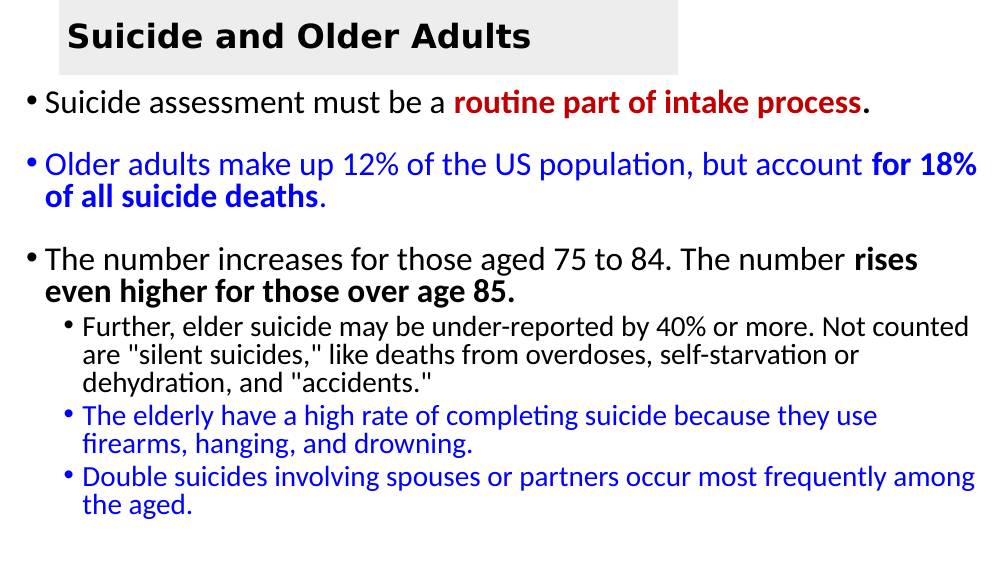 Suicide and Older Adults
• Suicide assessment must be a routine part of intake process.
• Older adults make up 12% of the US population, but account for 18%
of all suicide deaths.
• The number increases for those aged 75 to 84. The number rises
even higher for those over age 85.
• Further, elder suicide may be under-reported by 40% or more. Not counted
are "silent suicides," like deaths from overdoses, self-starvation or
dehydration, and "accidents."
• The elderly have a high rate of completing suicide because they use
firearms, hanging, and drowning.
• Double suicides involving spouses or partners occur most frequently among
the aged.